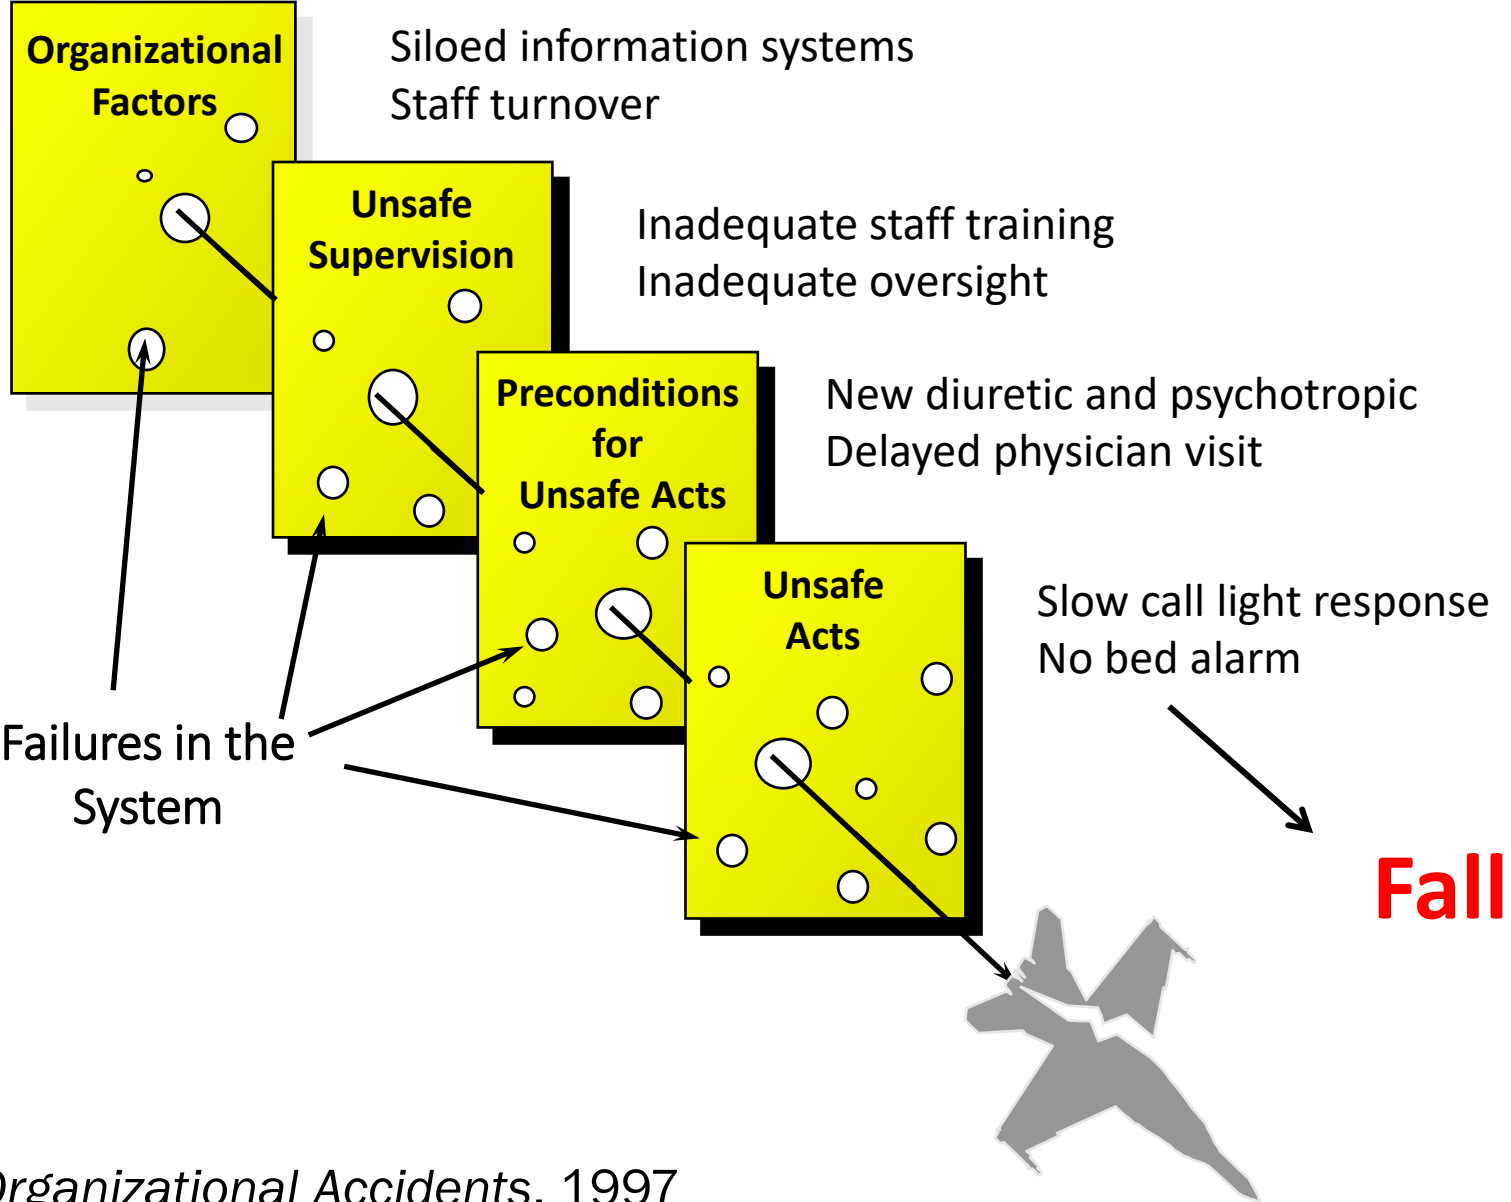 Organizational
Factors
Siloed information systems
Staff turnover
Unsafe
Supervision
Inadequate staff training
Inadequate oversight
Preconditions
for
Unsafe Acts
New diuretic and psychotropic
Delayed physician visit
Unsafe
Acts
Slow call light response
No bed alarm
Failures in the
System
Fall
Organizational Accidents, 1997